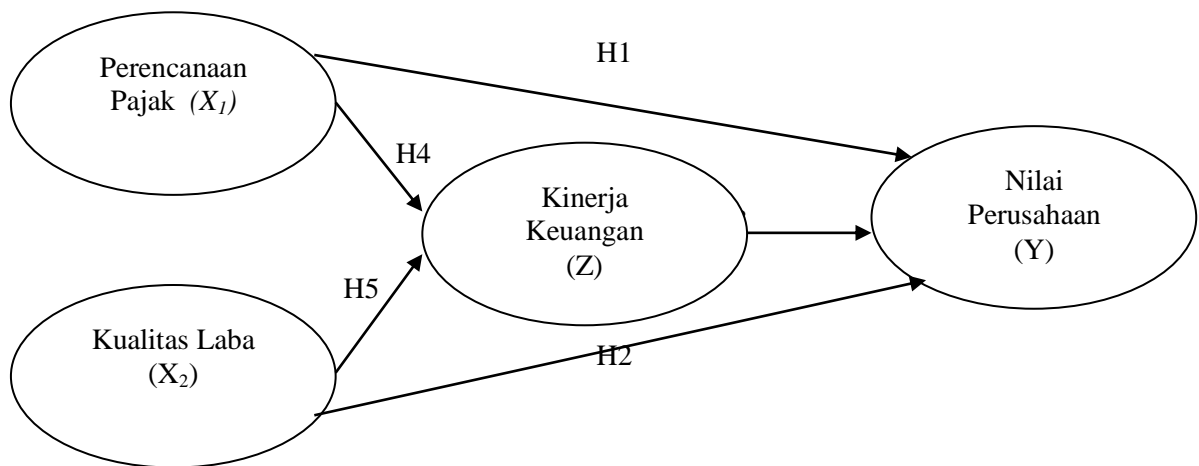 H1
Perencanaan
Pajak (X₁)
H4
Kinerja
Keuangan
(Z)
Nilai
Perusahaan
(Y)
H5
Kualitas Laba
(X₂)
H2